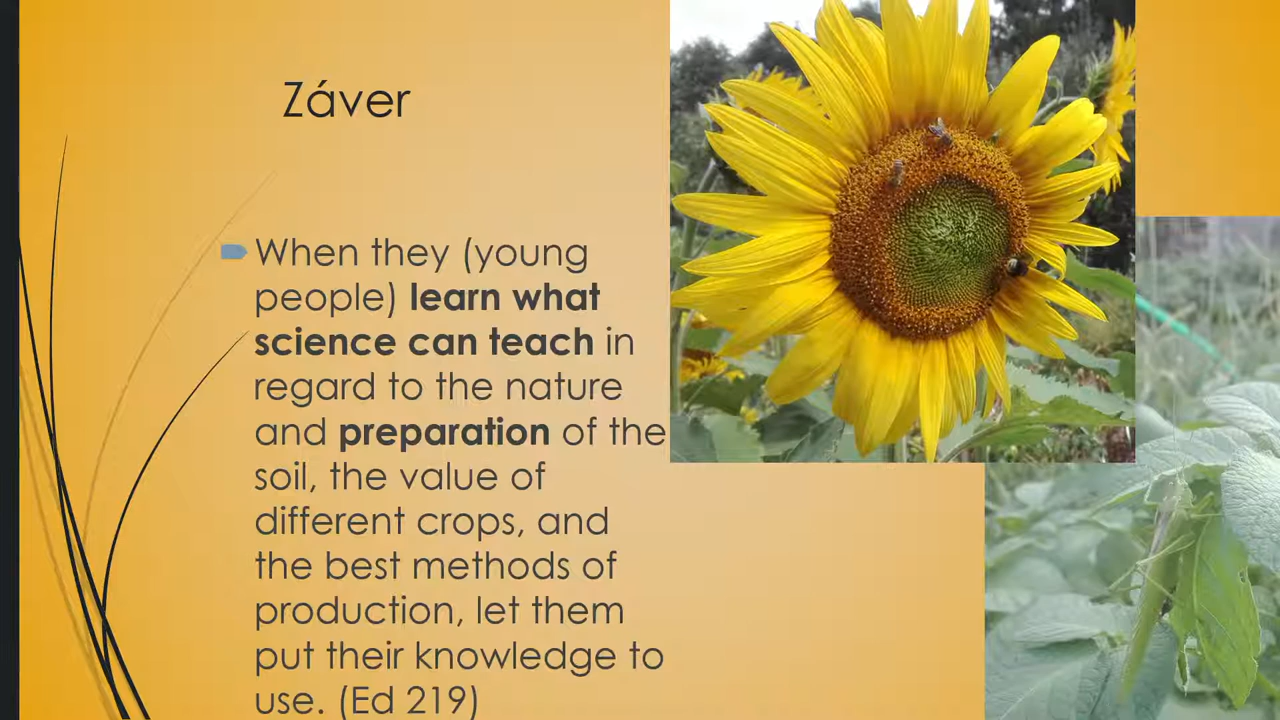 Záver
When they (young
people) learn what
science can teach in
regard to the nature
and preparation of the
soil, the value of
different crops, and
the best methods of
production, let them
put their knowledge to
use. (Ed 219)